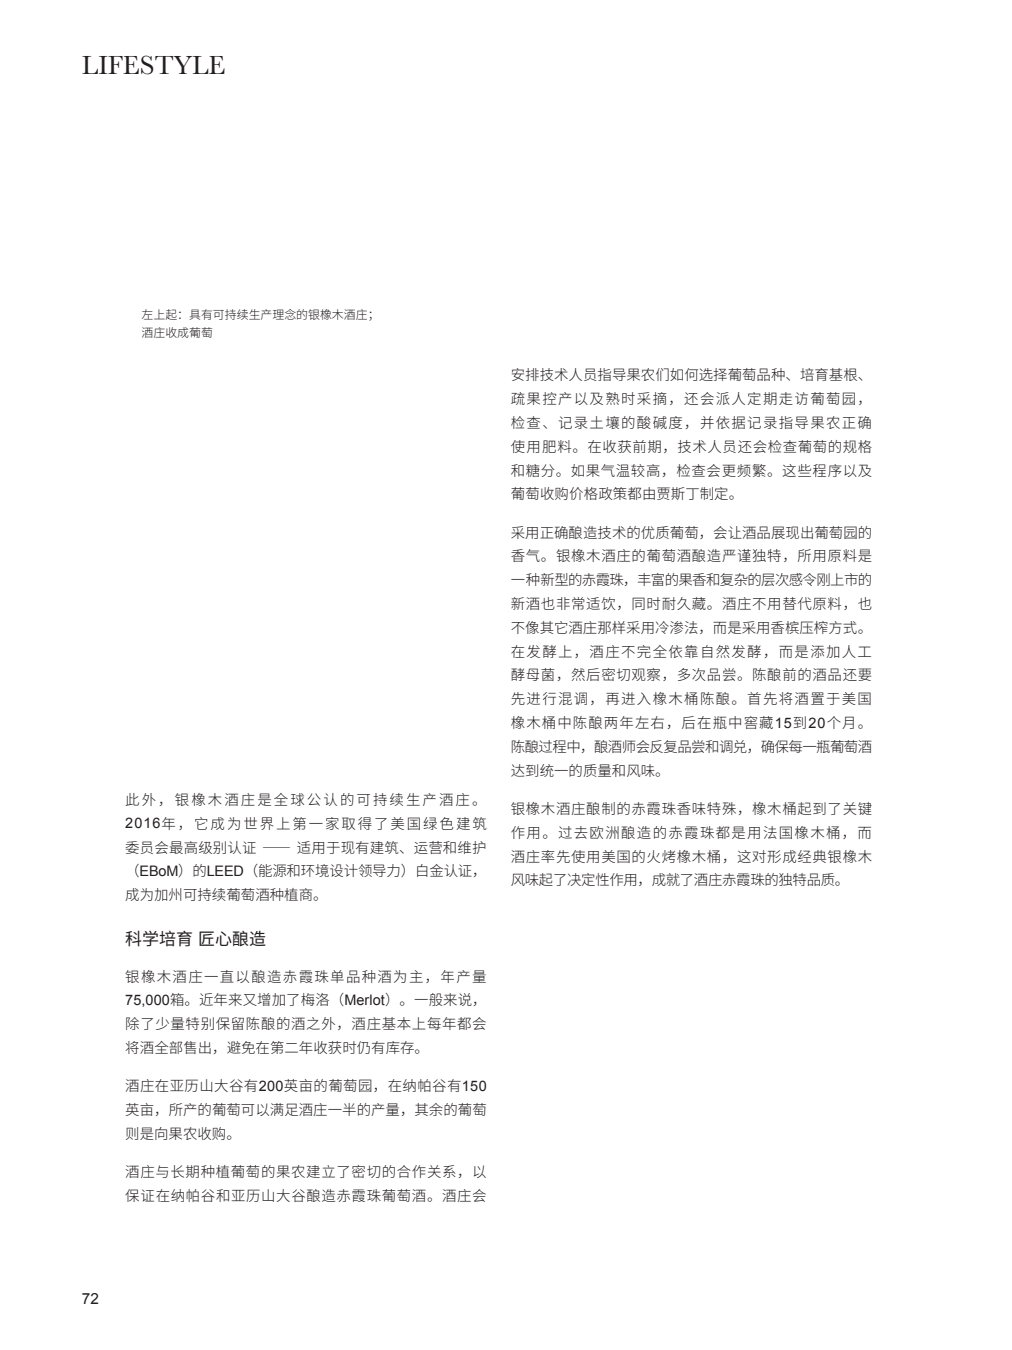 LIFESTYLE
左上起：具有可持续生产理念的银橡木酒庄；
酒庄收成葡萄
此外，银橡木酒庄是全球公认的可持续生产酒庄。
2016年，它成为世界上第一家取得了美国绿色建筑
委员会最高级别认证 —— 适用于现有建筑、运营和维护
（EBoM）的LEED（能源和环境设计领导力）白金认证，
成为加州可持续葡萄酒种植商。
科学培育 匠心酿造
银橡木酒庄一直以酿造赤霞珠单品种酒为主，年产量
75,000箱。近年来又增加了梅洛（Merlot）。一般来说，
除了少量特别保留陈酿的酒之外，酒庄基本上每年都会
将酒全部售出，避免在第二年收获时仍有库存。
酒庄在亚历山大谷有200英亩的葡萄园，在纳帕谷有150
英亩，所产的葡萄可以满足酒庄一半的产量，其余的葡萄
则是向果农收购。
酒庄与长期种植葡萄的果农建立了密切的合作关系，以
保证在纳帕谷和亚历山大谷酿造赤霞珠葡萄酒。酒庄会
安排技术人员指导果农们如何选择葡萄品种、培育基根、
疏果控产以及熟时采摘，还会派人定期走访葡萄园，
检查、记录土壤的酸碱度，并依据记录指导果农正确
使用肥料。在收获前期，技术人员还会检查葡萄的规格
和糖分。如果气温较高，检查会更频繁。这些程序以及
葡萄收购价格政策都由贾斯丁制定。
采用正确酿造技术的优质葡萄，会让酒品展现出葡萄园的
香气。银橡木酒庄的葡萄酒酿造严谨独特，所用原料是
一种新型的赤霞珠，丰富的果香和复杂的层次感令刚上市的
新酒也非常适饮，同时耐久藏。酒庄不用替代原料，也
不像其它酒庄那样采用冷渗法，而是采用香槟压榨方式。
在发酵上，酒庄不完全依靠自然发酵，而是添加人工
酵母菌，然后密切观察，多次品尝。陈酿前的酒品还要
先进行混调，再进入橡木桶陈酿。首先将酒置于美国
橡木桶中陈酿两年左右，后在瓶中窖藏15到20个月。
陈酿过程中，酿酒师会反复品尝和调兑，确保每一瓶葡萄酒
达到统一的质量和风味。
银橡木酒庄酿制的赤霞珠香味特殊，橡木桶起到了关键
作用。过去欧洲酿造的赤霞珠都是用法国橡木桶，而
酒庄率先使用美国的火烤橡木桶，这对形成经典银橡木
风味起了决定性作用，成就了酒庄赤霞珠的独特品质。
72